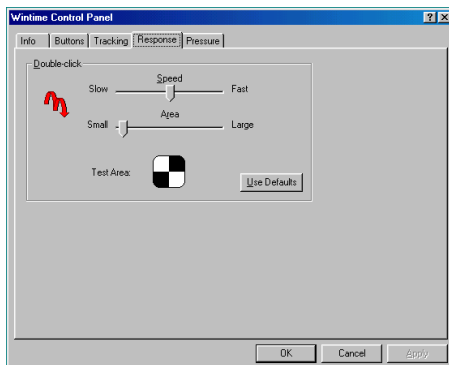 Wintime Control Panel
Info Buttons Tracking Response Pressure
Double-click
Speed
Slow Fast
Area
Small Large
Test Area:
Use Defaults
OK Cancel Apply